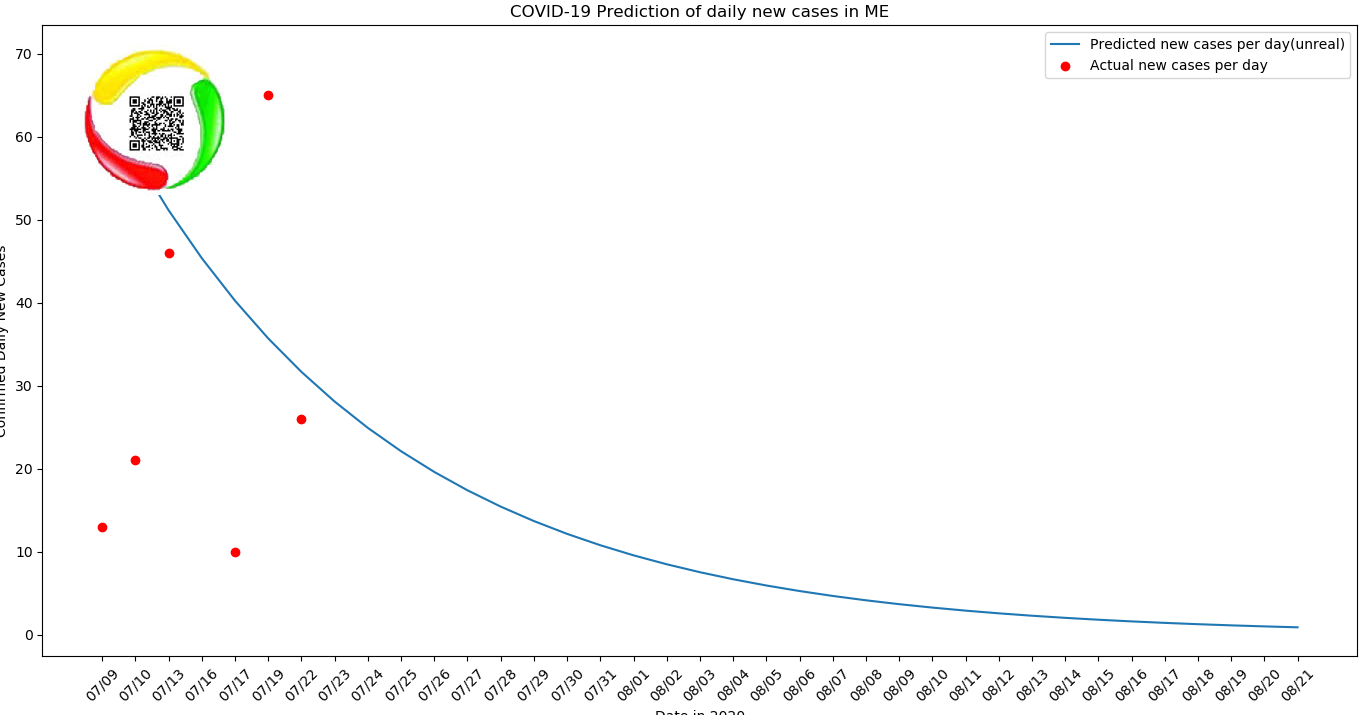 COVID-19 Prediction of daily new cases in ME
Predicted new cases per day(unreal)
Actual new cases per day
70
60
50
40
30
20
10
0
Confirmed Daily New Cases
07/09 07/10 07/13 07/16 07/17 07/19 07/22 07/23 07/24 07/25 07/26 07/27 07/28 07/29 07/30 07/31 08/01 08/02 08/03 08/04 08/05 08/06 08/07 08/08 08/09 08/10 08/11 08/12 08/13 08/14 08/15 08/16 08/17 08/18 08/19 08/20 08/21
Date in 2020